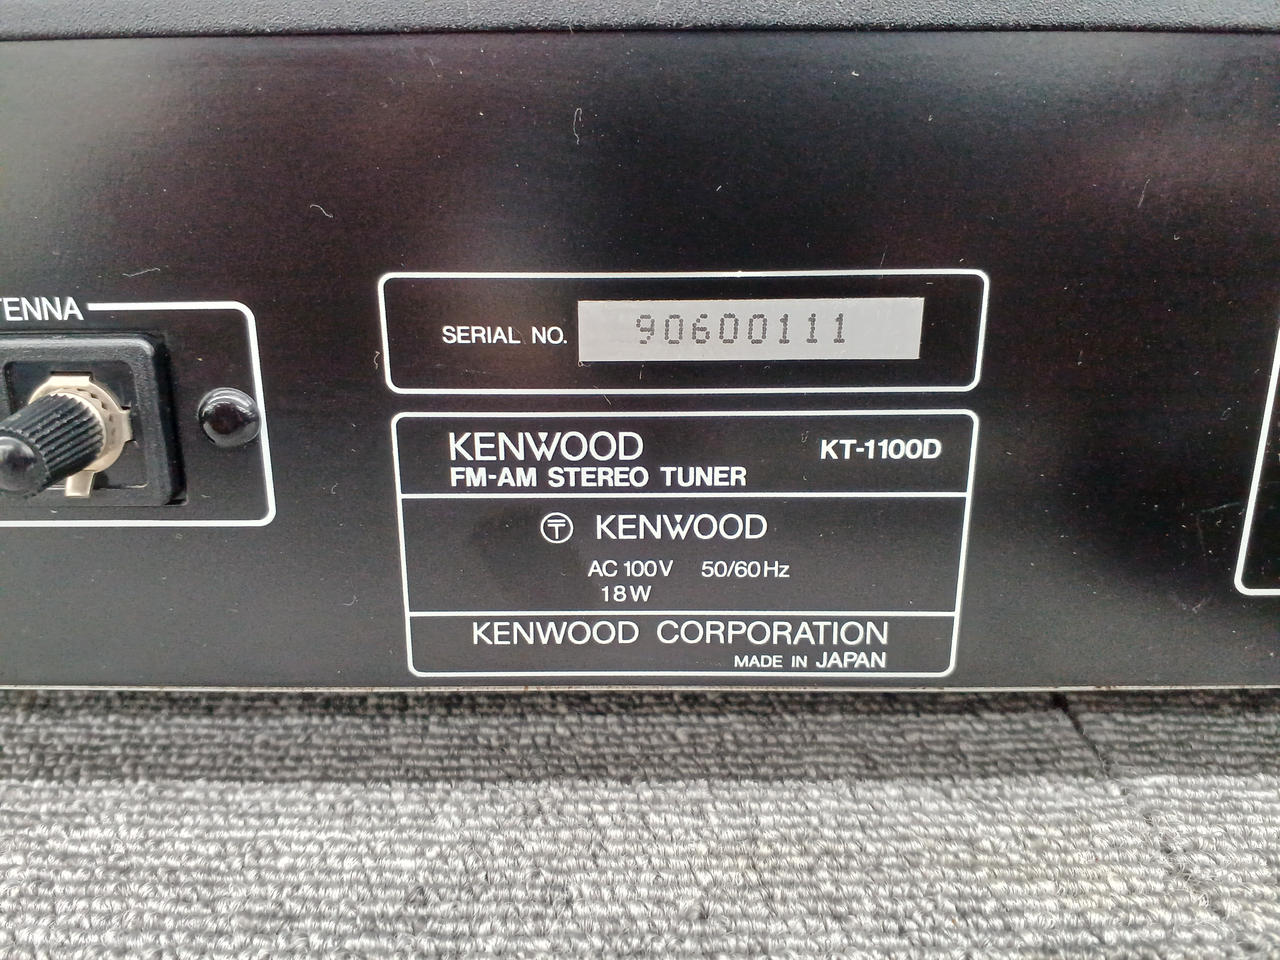 TENNA
SERIAL NO. 90600111
KENWOOD KT-1100D
FM-AM STEREO TUNER
〒 KENWOOD
AC 100V 50/60Hz
18W
KENWOOD CORPORATION
MADE IN JAPAN